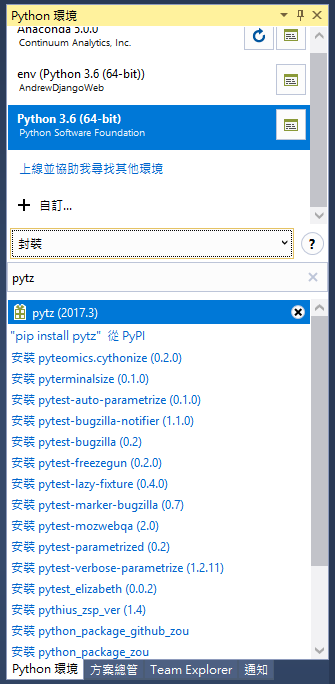 Python 環境
Anaconda 5.0.0
Continuum Analytics, Inc.
env (Python 3.6 (64-bit))
AndrewDjangoWeb
Python 3.6 (64-bit)
Python Software Foundation
上線並協助我尋找其他環境
自訂...
封裝
?
pytz
pytz (2017.3)
"pip install pytz" 從 PyPI
安裝 pyteomics.cythonize (0.2.0)
安裝 pyterminalsize (0.1.0)
安裝 pytest-auto-parametrize (0.1.0)
安裝 pytest-bugzilla-notifier (1.1.0)
安裝 pytest-bugzilla (0.2)
安裝 pytest-freezegun (0.2.0)
安裝 pytest-lazy-fixture (0.4.0)
安裝 pytest-marker-bugzilla (0.7)
安裝 pytest-mozwebqa (2.0)
安裝 pytest-parametrized (0.2)
安裝 pytest-verbose-parametrize (1.2.11)
安裝 pytest_elizabeth (0.0.2)
安裝 pythius_zsp_ver (1.4)
安裝 python_package_github_zou
安裝 python_package_zou
Python 環境 方案總管 Team Explorer 通知